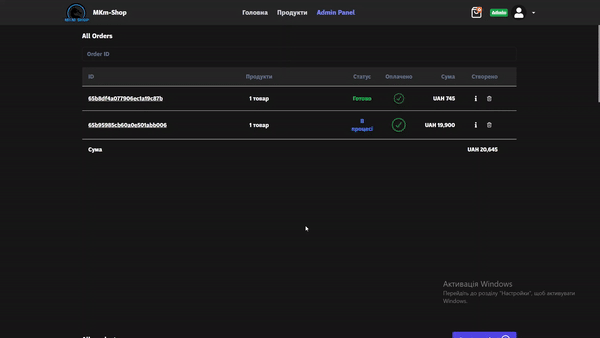 MKm-Shop
Головна Продукти Admin Panel
Admin
All Orders
Order ID
ID Продукти Статус Оплачено Сума Створено
65b8df4a077906ec1a19c87b 1 товар Готово UAH 745
65b95985cb60a0e501abb006 1 товар В процесі UAH 19,900
Сума UAH 20,645
Активація Windows
Перейдіть до розділу "Настройки", щоб активувати
Windows.